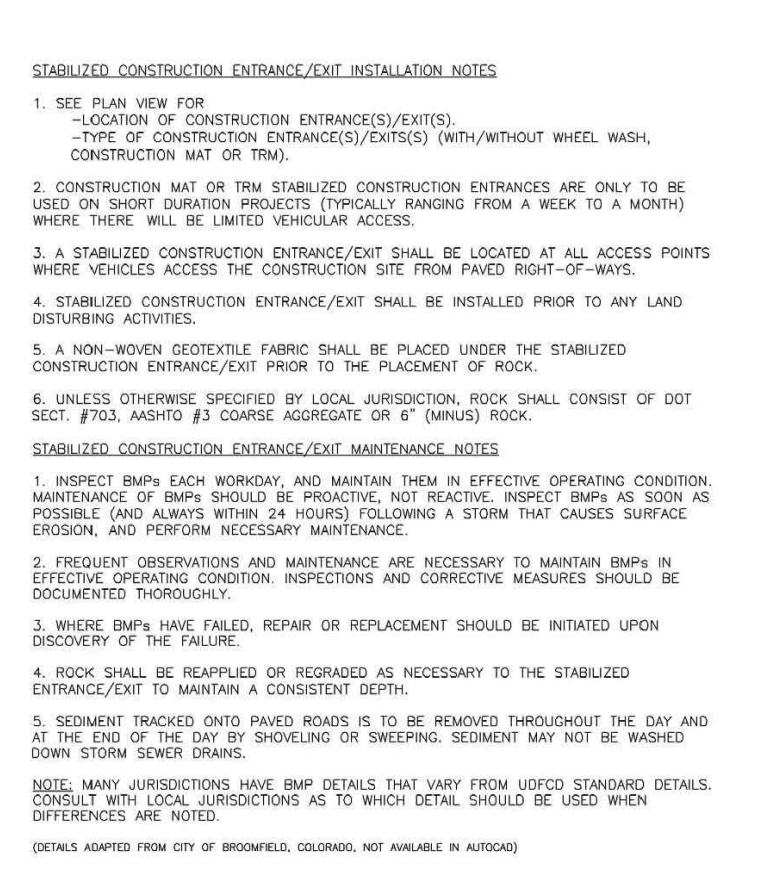 STABILIZED CONSTRUCTION ENTRANCE/EXIT INSTALLATION NOTES
1. SEE PLAN VIEW FOR
-LOCATION OF CONSTRUCTION ENTRANCE(S)/EXIT(S).
-TYPE OF CONSTRUCTION ENTRANCE(S)/EXITS(S) (WITH/WITHOUT WHEEL WASH,
CONSTRUCTION MAT OR TRM).
2. CONSTRUCTION MAT OR TRM STABILIZED CONSTRUCTION ENTRANCES ARE ONLY TO BE
USED ON SHORT DURATION PROJECTS (TYPICALLY RANGING FROM A WEEK TO A MONTH)
WHERE THERE WILL BE LIMITED VEHICULAR ACCESS.
3. A STABILIZED CONSTRUCTION ENTRANCE/EXIT SHALL BE LOCATED AT ALL ACCESS POINTS
WHERE VEHICLES ACCESS THE CONSTRUCTION SITE FROM PAVED RIGHT-OF-WAYS.
4. STABILIZED CONSTRUCTION ENTRANCE/EXIT SHALL BE INSTALLED PRIOR TO ANY LAND
DISTURBING ACTIVITIES.
5. A NON-WOVEN GEOTEXTILE FABRIC SHALL BE PLACED UNDER THE STABILIZED
CONSTRUCTION ENTRANCE/EXIT PRIOR TO THE PLACEMENT OF ROCK.
6. UNLESS OTHERWISE SPECIFIED BY LOCAL JURISDICTION, ROCK SHALL CONSIST OF DOT
SECT. #703, AASHTO #3 COARSE AGGREGATE OR 6" (MINUS) ROCK.
STABILIZED CONSTRUCTION ENTRANCE/EXIT MAINTENANCE NOTES
1. INSPECT BMPs EACH WORKDAY, AND MAINTAIN THEM IN EFFECTIVE OPERATING CONDITION.
MAINTENANCE OF BMPs SHOULD BE PROACTIVE, NOT REACTIVE. INSPECT BMPs AS SOON AS
POSSIBLE (AND ALWAYS WITHIN 24 HOURS) FOLLOWING A STORM THAT CAUSES SURFACE
EROSION, AND PERFORM NECESSARY MAINTENANCE.
2. FREQUENT OBSERVATIONS AND MAINTENANCE ARE NECESSARY TO MAINTAIN BMPs IN
EFFECTIVE OPERATING CONDITION. INSPECTIONS AND CORRECTIVE MEASURES SHOULD BE
DOCUMENTED THOROUGHLY.
3. WHERE BMPs HAVE FAILED, REPAIR OR REPLACEMENT SHOULD BE INITIATED UPON
DISCOVERY OF THE FAILURE.
4. ROCK SHALL BE REAPPLIED OR REGRADED AS NECESSARY TO THE STABILIZED
ENTRANCE/EXIT TO MAINTAIN A CONSISTENT DEPTH.
5. SEDIMENT TRACKED ONTO PAVED ROADS IS TO BE REMOVED THROUGHOUT THE DAY AND
AT THE END OF THE DAY BY SHOVELING OR SWEEPING. SEDIMENT MAY NOT BE WASHED
DOWN STORM SEWER DRAINS.
NOTE: MANY JURISDICTIONS HAVE BMP DETAILS THAT VARY FROM UDFCD STANDARD DETAILS.
CONSULT WITH LOCAL JURISDICTIONS AS TO WHICH DETAIL SHOULD BE USED WHEN
DIFFERENCES ARE NOTED.
(DETAILS ADAPTED FROM CITY OF BROOMFIELD, COLORADO, NOT AVAILABLE IN AUTOCAD)